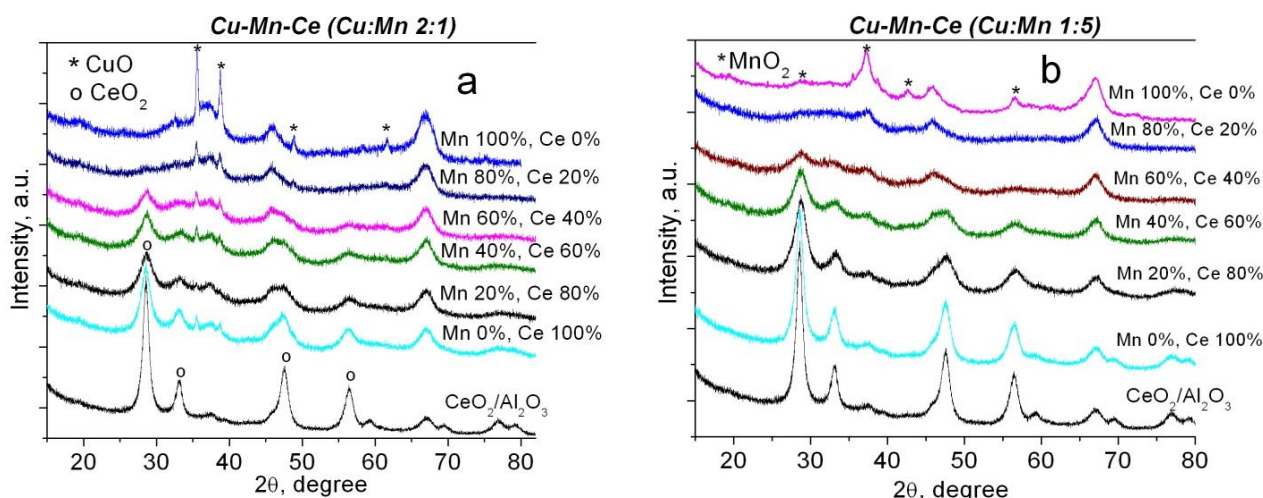 Cu-Mn-Ce (Cu:Mn 2:1)
* CuO
o CeO₂
a
*
*
*
*
Mn 100%, Ce 0%
Mn 80%, Ce 20%
Mn 60%, Ce 40%
Mn 40%, Ce 60%
o
Mn 20%, Ce 80%
Mn 0%, Ce 100%
o
o
o
CeO₂/Al₂O₃
Intensity, a.u.
20 30 40 50 60 70 80
2θ, degree
Cu-Mn-Ce (Cu:Mn 1:5)
*MnO₂
b
*
*
*
*
Mn 100%, Ce 0%
Mn 80%, Ce 20%
Mn 60%, Ce 40%
Mn 40%, Ce 60%
Mn 20%, Ce 80%
Mn 0%, Ce 100%
CeO₂/Al₂O₃
Intensity, a.u.
20 30 40 50 60 70 80
2θ, degree